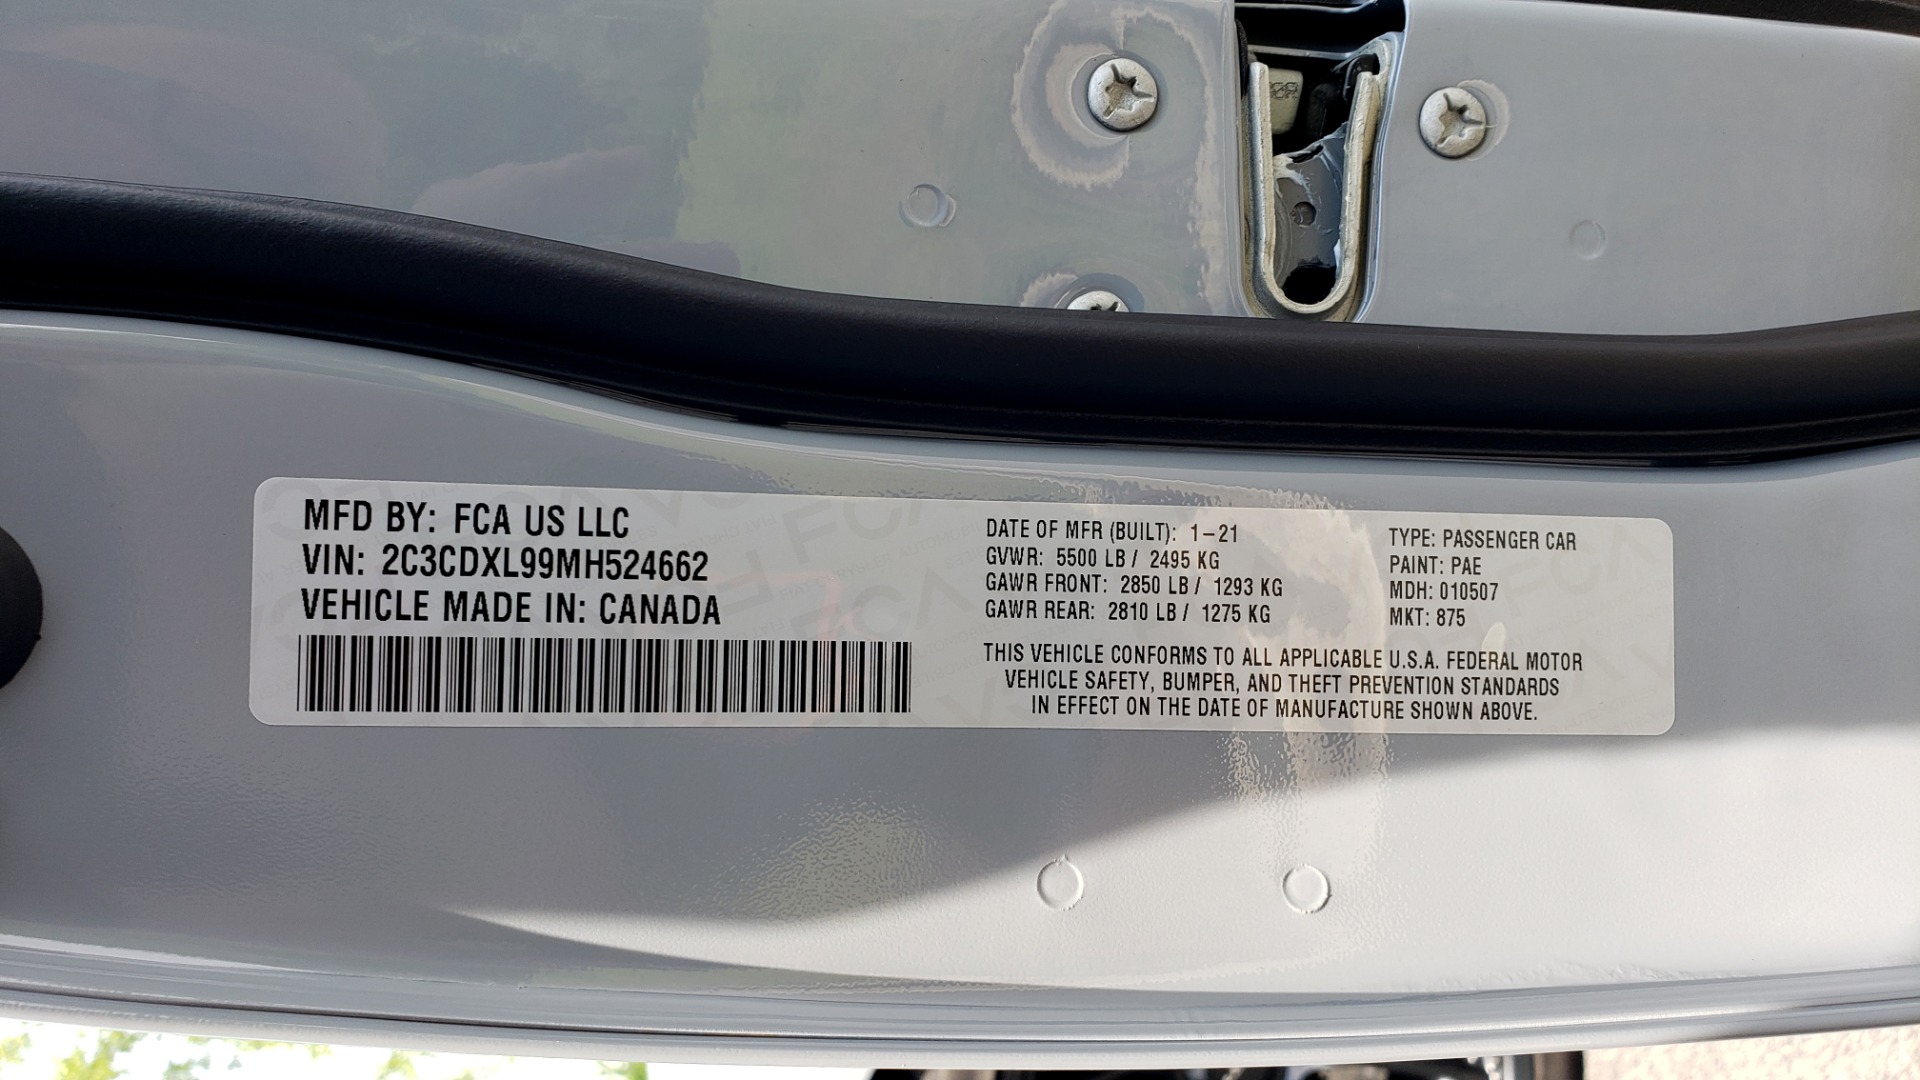 MFD BY: FCA US LLC
VIN: 2C3CDXL99MH524662
VEHICLE MADE IN: CANADA
DATE OF MFR (BUILT): 1-21
GVWR: 5500 LB / 2495 KG
GAWR FRONT: 2850 LB / 1293 KG
GAWR REAR: 2810 LB / 1275 KG
TYPE: PASSENGER CAR
PAINT: PAE
MDH: 010507
MKT: 875
THIS VEHICLE CONFORMS TO ALL APPLICABLE U.S.A. FEDERAL MOTOR
VEHICLE SAFETY, BUMPER, AND THEFT PREVENTION STANDARDS
IN EFFECT ON THE DATE OF MANUFACTURE SHOWN ABOVE.